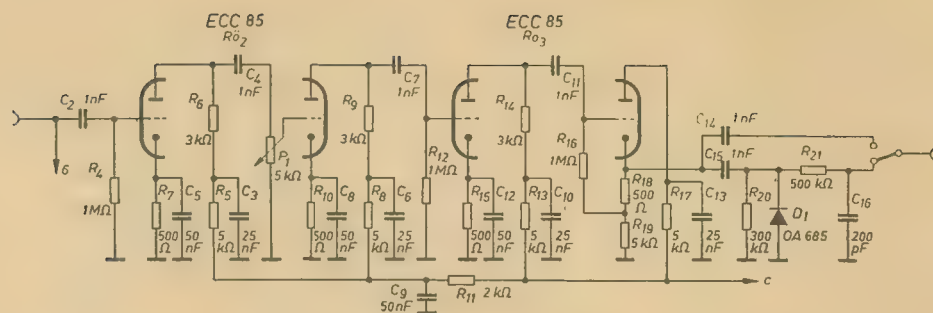 ECC 85
Rö2
ECC 85
Rö3
C2
1nF
6
R4
1MΩ
R6
3kΩ
C4
1nF
R7
500
Ω
C5
50
nF
R5
5
kΩ
C3
25
nF
P1
5kΩ
R9
3kΩ
C7
1nF
R10
500
Ω
C8
50
nF
R8
5
kΩ
C6
25
nF
R12
1MΩ
R14
3kΩ
C11
1nF
R16
1MΩ
R15
500
Ω
C12
50
nF
R13
5
kΩ
C10
25
nF
R18
500
Ω
R19
5kΩ
R17
5
kΩ
C13
25
nF
C14
1nF
C15
1nF
R20
300
kΩ
D1
OA 685
R21
500 kΩ
C16
200
pF
C9
50nF
R11
2kΩ
c